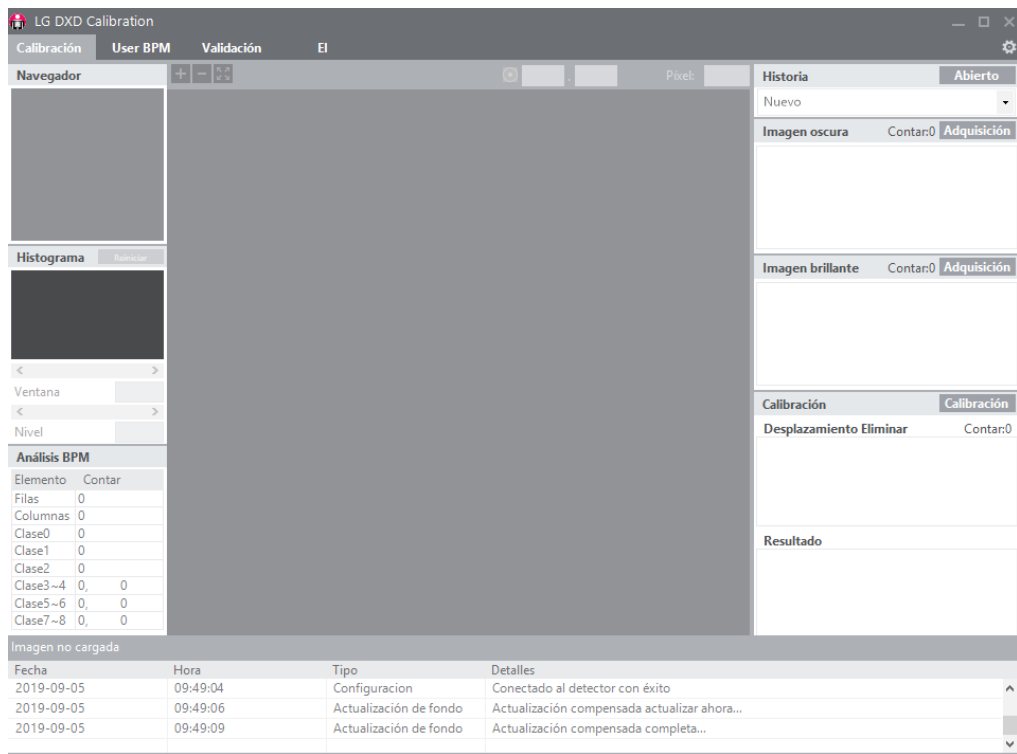 LG DXD Calibration
Calibración User BPM Validación EI
Navegador
Píxel:
Historia Abierto
Nuevo
Imagen oscura Contar:0 Adquisición
Histograma Reiniciar
Imagen brillante Contar:0 Adquisición
Ventana
Nivel
Calibración Calibración
Desplazamiento Eliminar Contar:0
Análisis BPM
Elemento Contar
Filas 0
Columnas 0
Clase0 0
Clase1 0
Clase2 0
Clase3~4 0, 0
Clase5~6 0, 0
Clase7~8 0, 0
Resultado
Imagen no cargada
Fecha Hora Tipo Detalles
2019-09-05 09:49:04 Configuracion Conectado al detector con éxito
2019-09-05 09:49:06 Actualización de fondo Actualización compensada actualizar ahora...
2019-09-05 09:49:09 Actualización de fondo Actualización compensada completa...